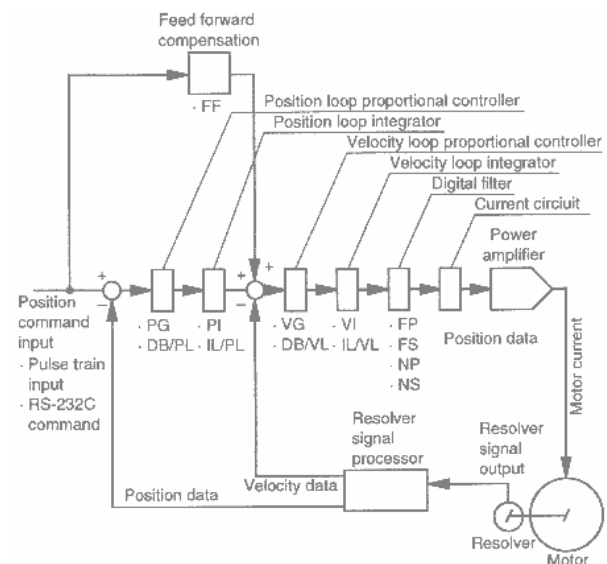 Feed forward
compensation
· FF
Position loop proportional controller
Position loop integrator
Velocity loop proportional controller
Velocity loop integrator
Digital filter
Current circiuit
Power
amplifier
+
−
+
−
+
Position
command
input
· Pulse train
input
· RS-232C
command
· PG
· DB/PL
· PI
· IL/PL
· VG
· DB/VL
· VI
· IL/VL
· FP
· FS
· NP
· NS
Position data
Motor current
Resolver
signal
processor
Resolver
signal
output
Position data
Velocity data
Resolver
Motor